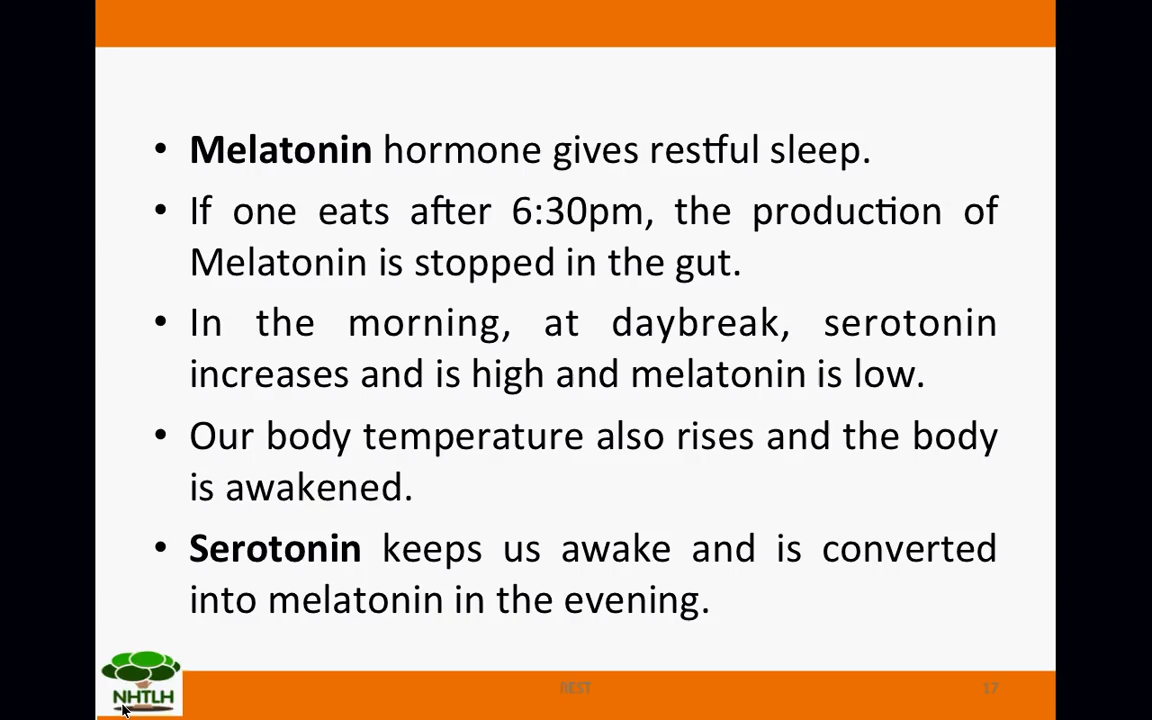 • Melatonin hormone gives restful sleep.
• If one eats after 6:30pm, the production of
Melatonin is stopped in the gut.
• In the morning, at daybreak, serotonin
increases and is high and melatonin is low.
• Our body temperature also rises and the body
is awakened.
• Serotonin keeps us awake and is converted
into melatonin in the evening.
NHTLH
REST
17